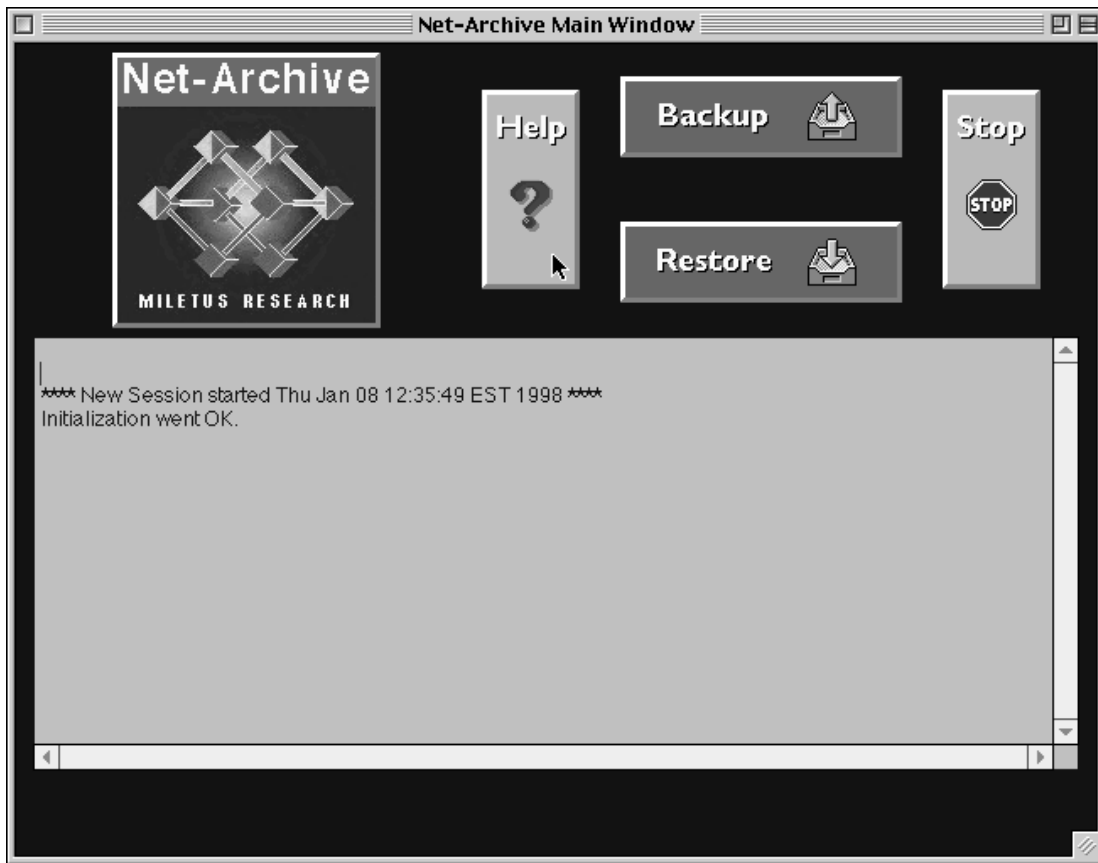 Net-Archive Main Window
Net-Archive
MILETUS RESEARCH
Help
Backup
Restore
Stop
STOP
**** New Session started Thu Jan 08 12:35:49 EST 1998 ****
Initialization went OK.